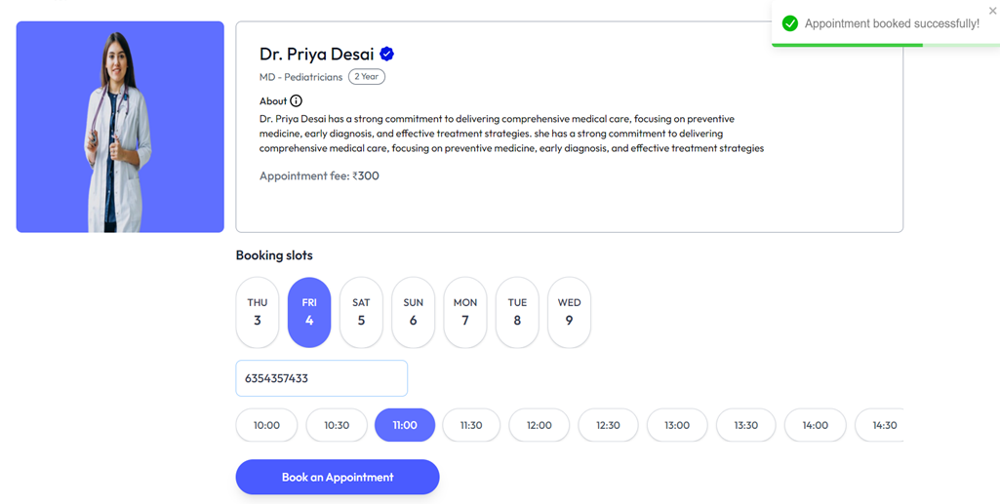 Appointment booked successfully!
Dr. Priya Desai
MD - Pediatricians 2 Year
About
Dr. Priya Desai has a strong commitment to delivering comprehensive medical care, focusing on preventive
medicine, early diagnosis, and effective treatment strategies. she has a strong commitment to delivering
comprehensive medical care, focusing on preventive medicine, early diagnosis, and effective treatment strategies
Appointment fee: ₹300
Booking slots
THU FRI SAT SUN MON TUE WED
3 4 5 6 7 8 9
6354357433
10:00 10:30 11:00 11:30 12:00 12:30 13:00 13:30 14:00 14:30
Book an Appointment